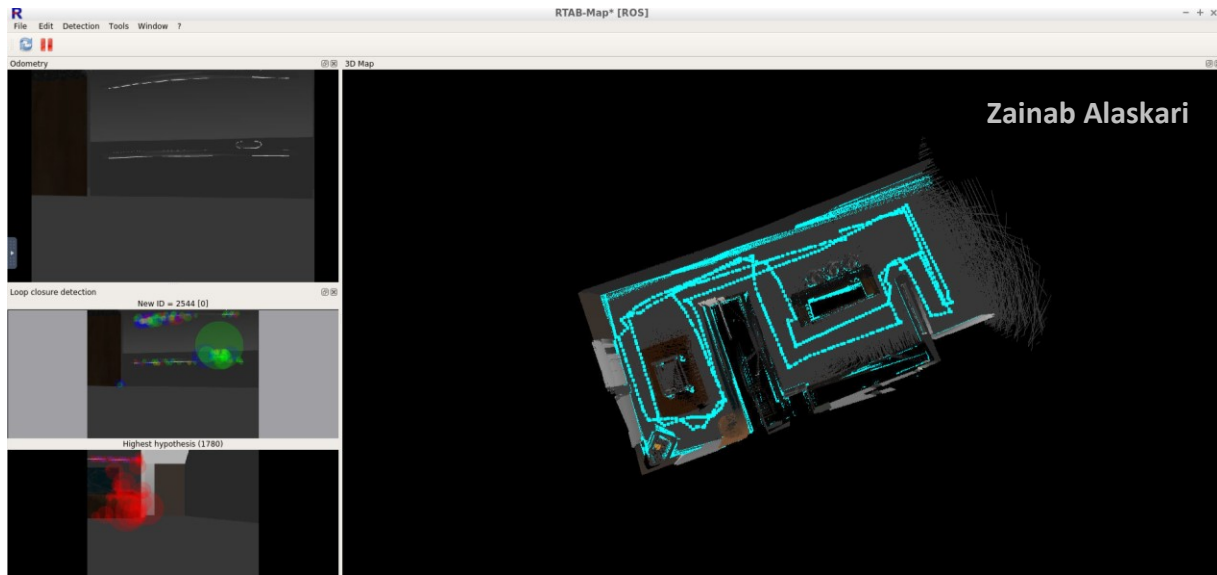 R
RTAB-Map* [ROS]
File Edit Detection Tools Window ?
Odometry
3D Map
Zainab Alaskari
Loop closure detection
New ID = 2544 [0]
Highest hypothesis (1780)